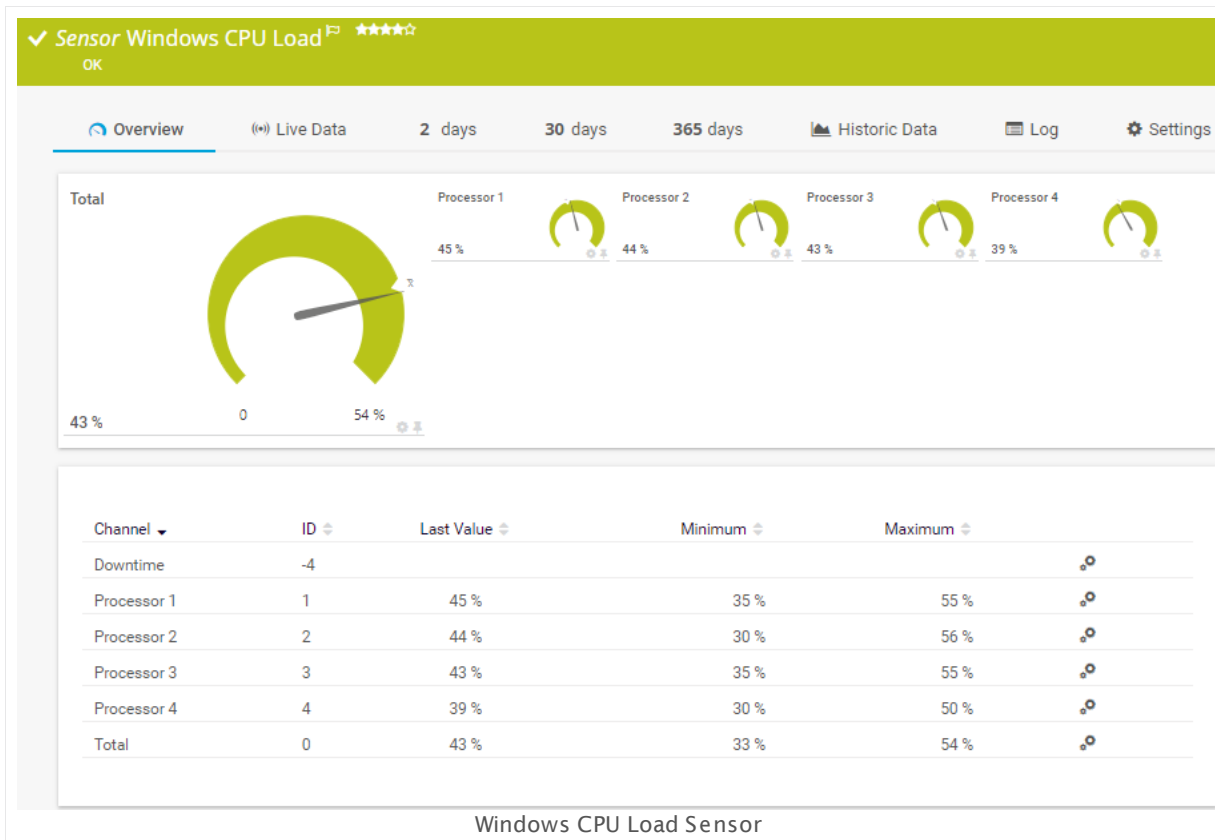 Sensor Windows CPU Load
OK
Overview Live Data 2 days 30 days 365 days Historic Data Log Settings
Total
43 %
0 54 %
Processor 1
45 %
Processor 2
44 %
Processor 3
43 %
Processor 4
39 %
Channel ID Last Value Minimum Maximum
Downtime -4
Processor 1 1 45 % 35 % 55 %
Processor 2 2 44 % 30 % 56 %
Processor 3 3 43 % 35 % 55 %
Processor 4 4 39 % 30 % 50 %
Total 0 43 % 33 % 54 %
Windows CPU Load Sensor